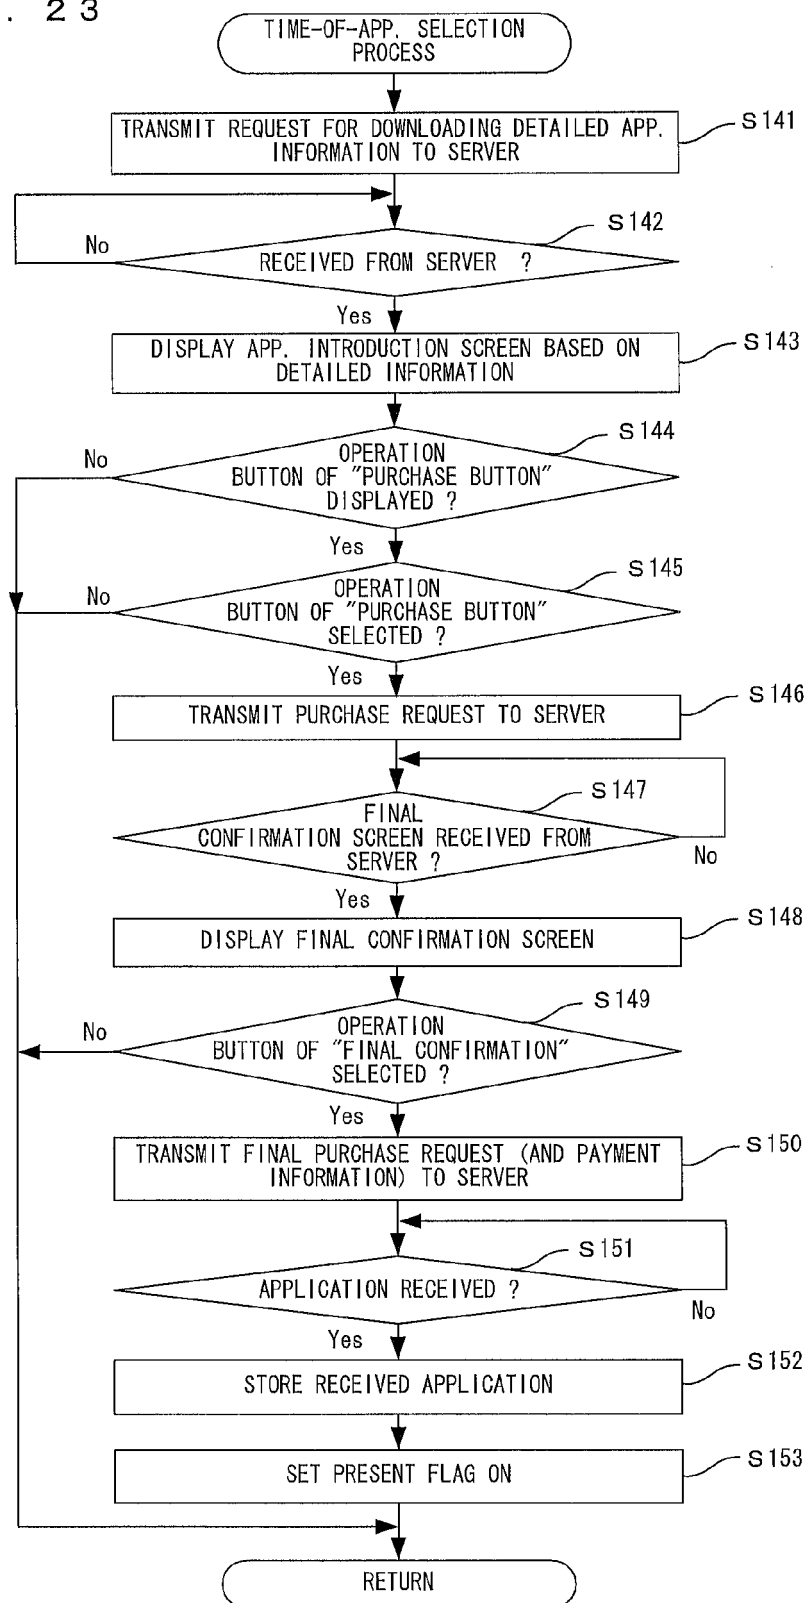 . 23
TIME-OF-APP. SELECTION
PROCESS
TRANSMIT REQUEST FOR DOWNLOADING DETAILED APP.
INFORMATION TO SERVER
S141
S142
No
RECEIVED FROM SERVER ?
Yes
S143
DISPLAY APP. INTRODUCTION SCREEN BASED ON
DETAILED INFORMATION
S144
No
OPERATION
BUTTON OF "PURCHASE BUTTON"
DISPLAYED ?
Yes
S145
No
OPERATION
BUTTON OF "PURCHASE BUTTON"
SELECTED ?
Yes
S146
TRANSMIT PURCHASE REQUEST TO SERVER
S147
FINAL
CONFIRMATION SCREEN RECEIVED FROM
SERVER ?
No
Yes
S148
DISPLAY FINAL CONFIRMATION SCREEN
S149
No
OPERATION
BUTTON OF "FINAL CONFIRMATION"
SELECTED ?
Yes
S150
TRANSMIT FINAL PURCHASE REQUEST (AND PAYMENT
INFORMATION) TO SERVER
S151
APPLICATION RECEIVED ?
No
Yes
S152
STORE RECEIVED APPLICATION
S153
SET PRESENT FLAG ON
RETURN